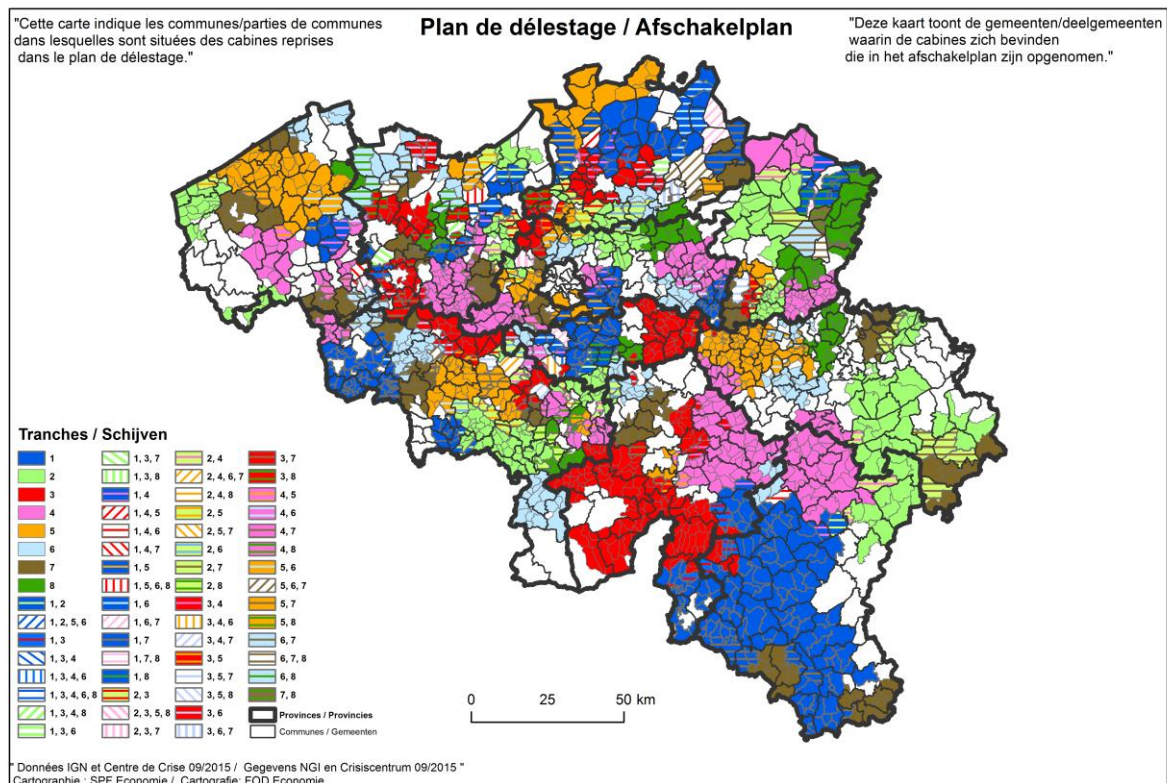 Plan de délestage / Afschakelplan
"Cette carte indique les communes/parties de communes
dans lesquelles sont situées des cabines reprises
dans le plan de délestage."
"Deze kaart toont de gemeenten/deelgemeenten
waarin de cabines zich bevinden
die in het afschakelplan zijn opgenomen."
Tranches / Schijven
1
2
3
4
5
6
7
8
1, 2
1, 2, 5, 6
1, 3
1, 3, 4
1, 3, 4, 6
1, 3, 4, 6, 8
1, 3, 4, 8
1, 3, 6
1, 3, 7
1, 3, 8
1, 4
1, 4, 5
1, 4, 6
1, 4, 7
1, 5
1, 5, 6, 8
1, 6
1, 6, 7
1, 7
1, 7, 8
1, 8
2, 3
2, 3, 5, 8
2, 3, 7
2, 4
2, 4, 6, 7
2, 4, 8
2, 5
2, 5, 7
2, 6
2, 7
2, 8
3, 4
3, 4, 6
3, 4, 7
3, 5
3, 5, 7
3, 5, 8
3, 6
3, 6, 7
3, 7
3, 8
4, 5
4, 6
4, 7
4, 8
5, 6
5, 6, 7
5, 7
5, 8
6, 7
6, 7, 8
6, 8
7, 8
Provinces / Provincies
Communes / Gemeenten
0 25 50 km
" Données IGN et Centre de Crise 09/2015 / Gegevens NGI en Crisiscentrum 09/2015 "
Cartographie : SPF Economie / Cartografie: FOD Economie